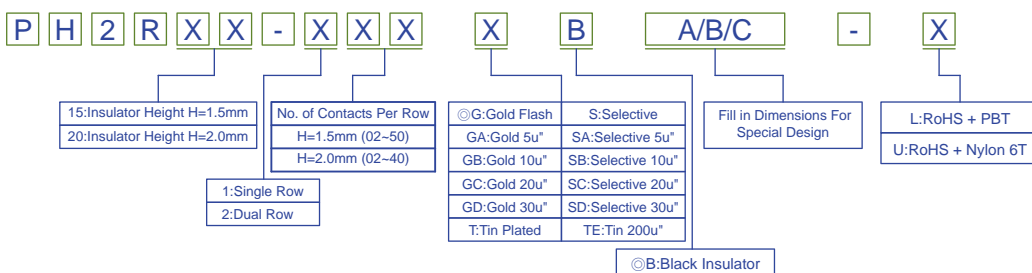 P H 2 R X X - X X X X B A/B/C - X
15:Insulator Height H=1.5mm
20:Insulator Height H=2.0mm
No. of Contacts Per Row
H=1.5mm (02~50)
H=2.0mm (02~40)
1:Single Row
2:Dual Row
◎G:Gold Flash S:Selective
GA:Gold 5u" SA:Selective 5u"
GB:Gold 10u" SB:Selective 10u"
GC:Gold 20u" SC:Selective 20u"
GD:Gold 30u" SD:Selective 30u"
T:Tin Plated TE:Tin 200u"
◎B:Black Insulator
Fill in Dimensions For
Special Design
L:RoHS + PBT
U:RoHS + Nylon 6T